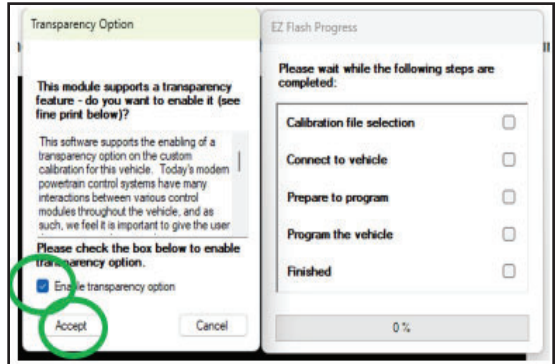 Transparency Option
This module supports a transparency
feature - do you want to enable it (see
fine print below)?
This software supports the enabling of a
transparency option on the custom
calibration for this vehicle. Today's modern
powertrain control systems have many
interactions between various control
modules throughout the vehicle, and as
such, we feel it is important to give the user
Please check the box below to enable
transparency option.
Enable transparency option
Accept
Cancel
EZ Flash Progress
Please wait while the following steps are
completed:
Calibration file selection
Connect to vehicle
Prepare to program
Program the vehicle
Finished
0 %